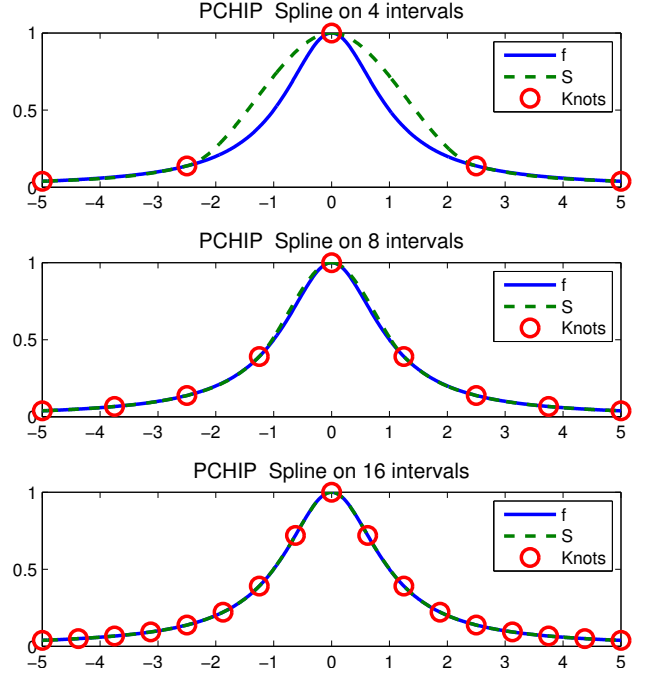 PCHIP Spline on 4 intervals
1
0.5
0
f
S
Knots
−5 −4 −3 −2 −1 0 1 2 3 4 5
PCHIP Spline on 8 intervals
1
0.5
0
f
S
Knots
−5 −4 −3 −2 −1 0 1 2 3 4 5
PCHIP Spline on 16 intervals
1
0.5
0
f
S
Knots
−5 −4 −3 −2 −1 0 1 2 3 4 5